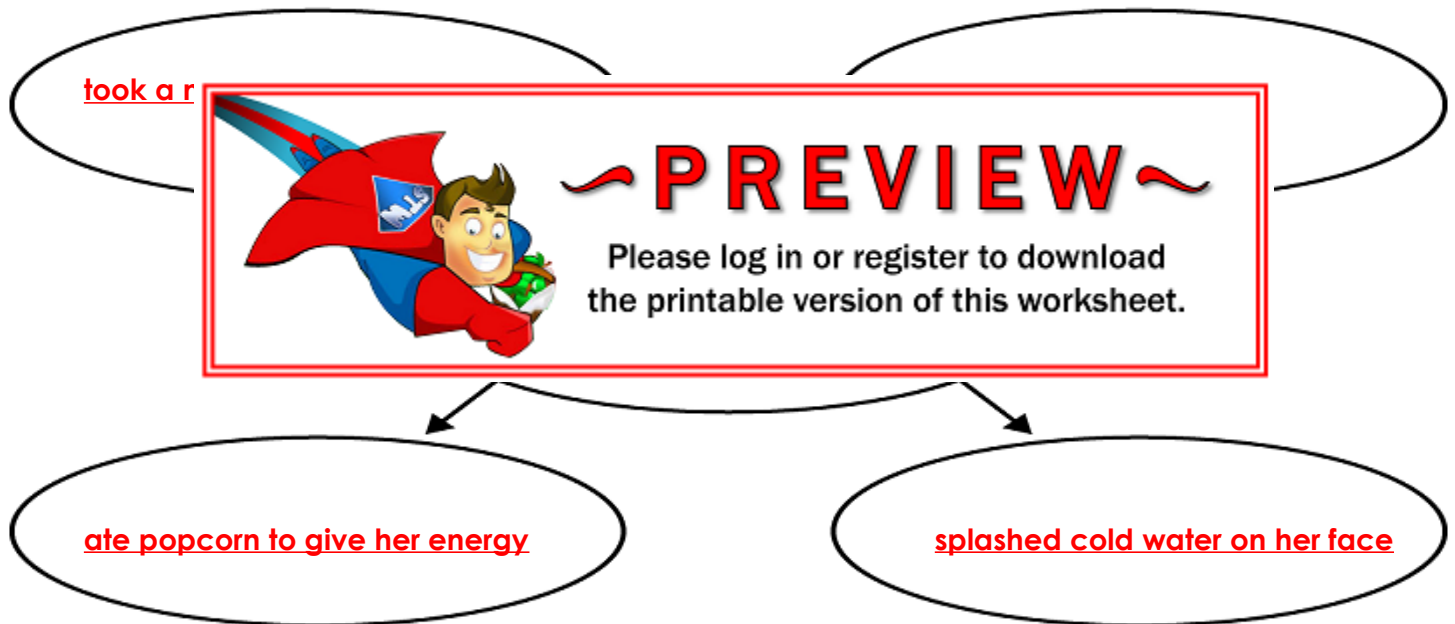 took a
~PREVIEW~
Please log in or register to download
the printable version of this worksheet.
STW
ate popcorn to give her energy
splashed cold water on her face